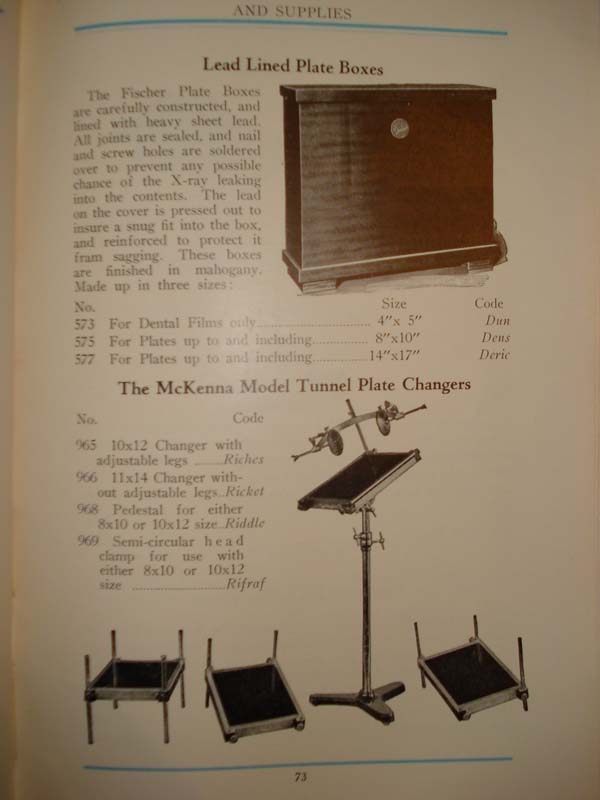 AND SUPPLIES
Lead Lined Plate Boxes
The Fischer Plate Boxes
are carefully constructed, and
lined with heavy sheet lead.
All joints are sealed, and nail
and screw holes are soldered
over to prevent any possible
chance of the X-ray leaking
into the contents. The lead
on the cover is pressed out to
insure a snug fit into the box,
and reinforced to protect it
fram sagging. These boxes
are finished in mahogany.
Made up in three sizes:
No. Size Code
573 For Dental Films only 4"x 5" Dun
575 For Plates up to and including 8"x10" Dens
577 For Plates up to and including 14"x17" Deric
The McKenna Model Tunnel Plate Changers
No. Code
965 10x12 Changer with
adjustable legs Riches
966 11x14 Changer with-
out adjustable legs Ricket
968 Pedestal for either
8x10 or 10x12 size Riddle
969 Semi-circular head
clamp for use with
either 8x10 or 10x12
size Rifraf
73